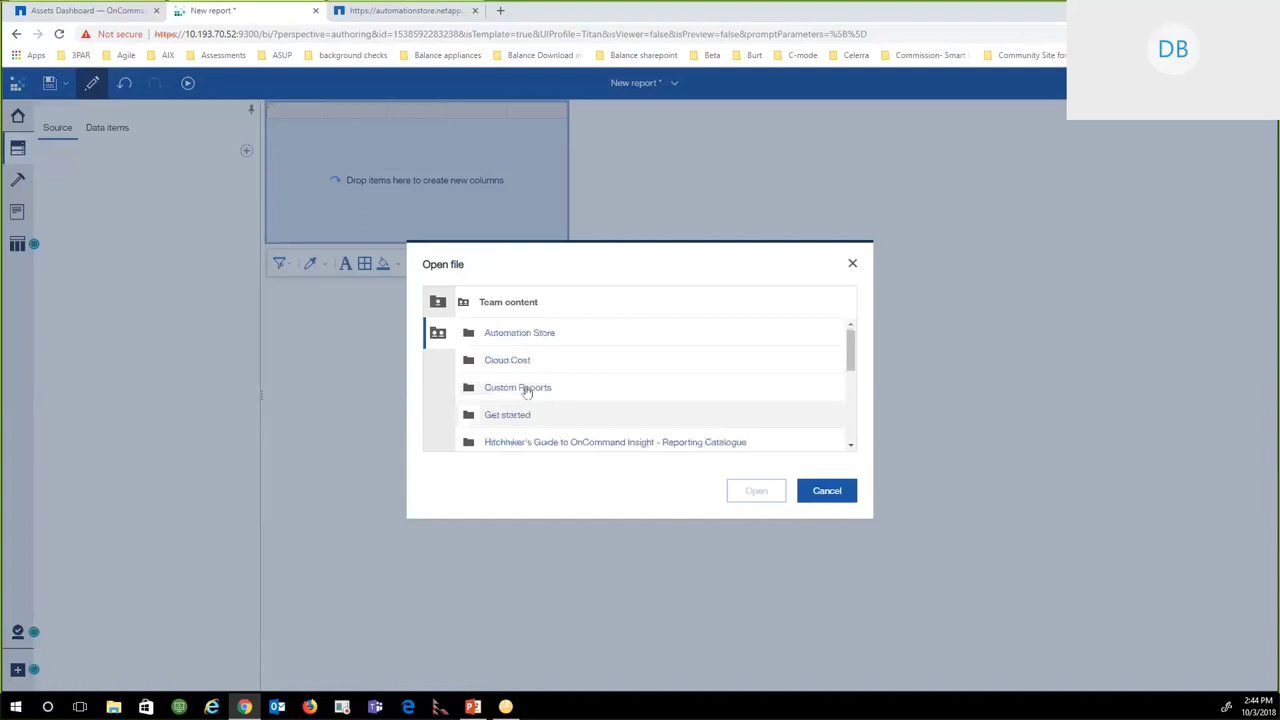 Assets Dashboard — OnComma
New report *
https://automationstore.netapp
Not secure
https://10.193.70.52:9300/bi/?perspective=authoring&id=1538592283238&isTemplate=true&UIProfile=Titan&isViewer=false&isPreview=false&promptParameters=%5B%5D
Apps
3PAR
Agile
AIX
Assessments
ASUP
background checks
Balance appliances
Balance Download m
Balance sharepoint
Beta
Burt
C-mode
Celerra
Commission- Smart
Community Site for
DB
New report *
Source
Data items
Drop items here to create new columns
Open file
Team content
Automation Store
Cloud Cost
Custom Reports
Get started
Hitchhiker's Guide to OnCommand Insight - Reporting Catalogue
Open
Cancel
2:44 PM
10/3/2018